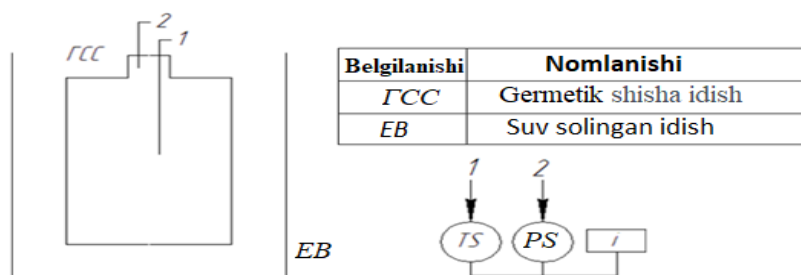 2
1
ГСС
Belgilanishi Nomlanishi
ГСС Germetik shisha idish
EB Suv solingan idish
1 2
EB
TS PS i